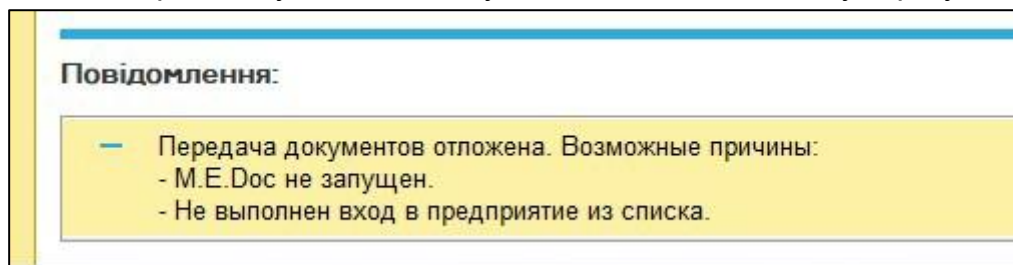 Повідомлення:
Передача документов отложена. Возможные причины:
- M.E.Doc не запущен.
- Не выполнен вход в предприятие из списка.